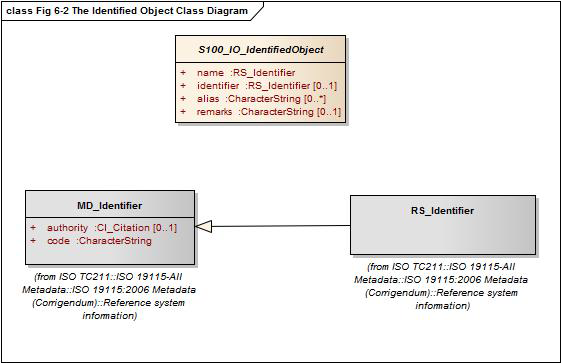 class Fig 6-2 The Identified Object Class Diagram
S100_IO_IdentifiedObject
+ name :RS_Identifier
+ identifier :RS_Identifier [0..1]
+ alias :CharacterString [0..*]
+ remarks :CharacterString [0..1]
MD_Identifier
+ authority :CI_Citation [0..1]
+ code :CharacterString
(from ISO TC211::ISO 19115-All
Metadata::ISO 19115:2006 Metadata
(Corrigendum)::Reference system
information)
RS_Identifier
(from ISO TC211::ISO 19115-All
Metadata::ISO 19115:2006 Metadata
(Corrigendum)::Reference system
information)